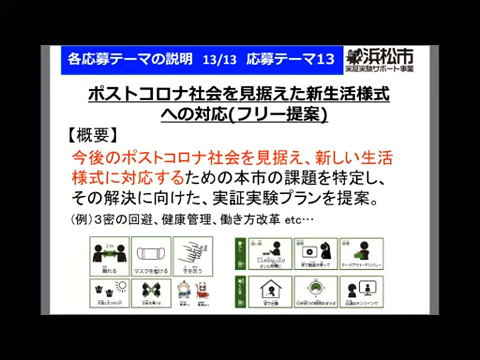 各応募テーマの説明 13/13 応募テーマ13
浜松市
実証実験サポート事業
ポストコロナ社会を見据えた新生活様式
への対応(フリー提案)
【概要】
今後のポストコロナ社会を見据え、新しい生活
様式に対応するための本市の課題を特定し、
その解決に向けた、実証実験プランを提案。
(例)３密の回避、健康管理、働き方改革 etc…
離れる
マスクを着ける
手を洗う